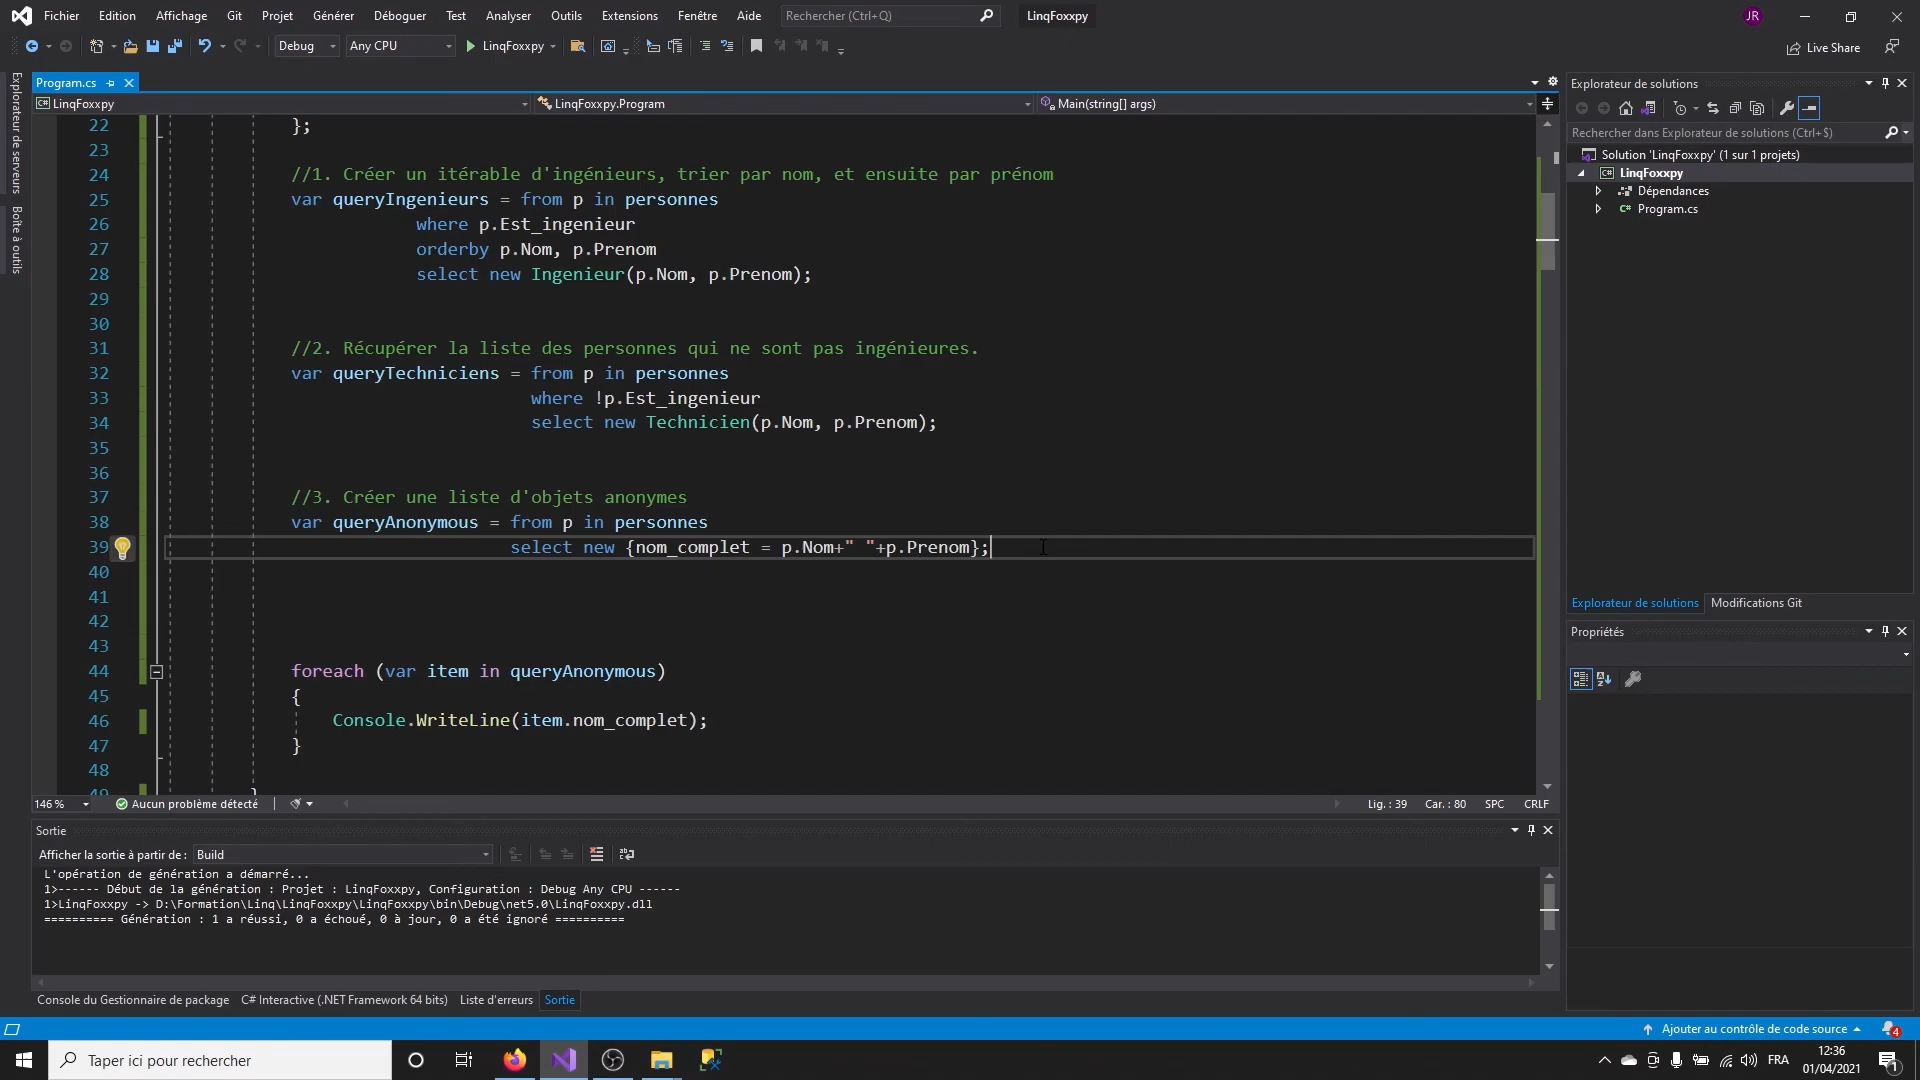 Fichier Edition Affichage Git Projet Générer Déboguer Test Analyser Outils Extensions Fenêtre Aide Rechercher (Ctrl+Q) LinqFoxxpy JR
Debug Any CPU LinqFoxxpy Live Share
Explorateur de serveurs
Boîte à outils
Program.cs
LinqFoxxpy LinqFoxxpy.Program Main(string[] args)
22 };
23
24 //1. Créer un itérable d'ingénieurs, trier par nom, et ensuite par prénom
25 var queryIngenieurs = from p in personnes
26 where p.Est_ingenieur
27 orderby p.Nom, p.Prenom
28 select new Ingenieur(p.Nom, p.Prenom);
29
30
31 //2. Récupérer la liste des personnes qui ne sont pas ingénieures.
32 var queryTechniciens = from p in personnes
33 where !p.Est_ingenieur
34 select new Technicien(p.Nom, p.Prenom);
35
36
37 //3. Créer une liste d'objets anonymes
38 var queryAnonymous = from p in personnes
39 select new {nom_complet = p.Nom+" "+p.Prenom};
40
41
42
43
44 foreach (var item in queryAnonymous)
45 {
46 Console.WriteLine(item.nom_complet);
47 }
48
49 }
146 % Aucun problème détecté Lig. : 39 Car. : 80 SPC CRLF
Sortie
Afficher la sortie à partir de : Build
L'opération de génération a démarré...
1>------ Début de la génération : Projet : LinqFoxxpy, Configuration : Debug Any CPU ------
1>LinqFoxxpy -> D:\Formation\Linq\LinqFoxxpy\LinqFoxxpy\bin\Debug\net5.0\LinqFoxxpy.dll
========== Génération : 1 a réussi, 0 a échoué, 0 à jour, 0 a été ignoré ==========
Console du Gestionnaire de package C# Interactive (.NET Framework 64 bits) Liste d'erreurs Sortie
Explorateur de solutions
Rechercher dans Explorateur de solutions (Ctrl+$)
Solution 'LinqFoxxpy' (1 sur 1 projets)
C# LinqFoxxpy
Dépendances
C# Program.cs
Explorateur de solutions Modifications Git
Propriétés
Ajouter au contrôle de code source 4
Taper ici pour rechercher
FRA
12:36
01/04/2021
1